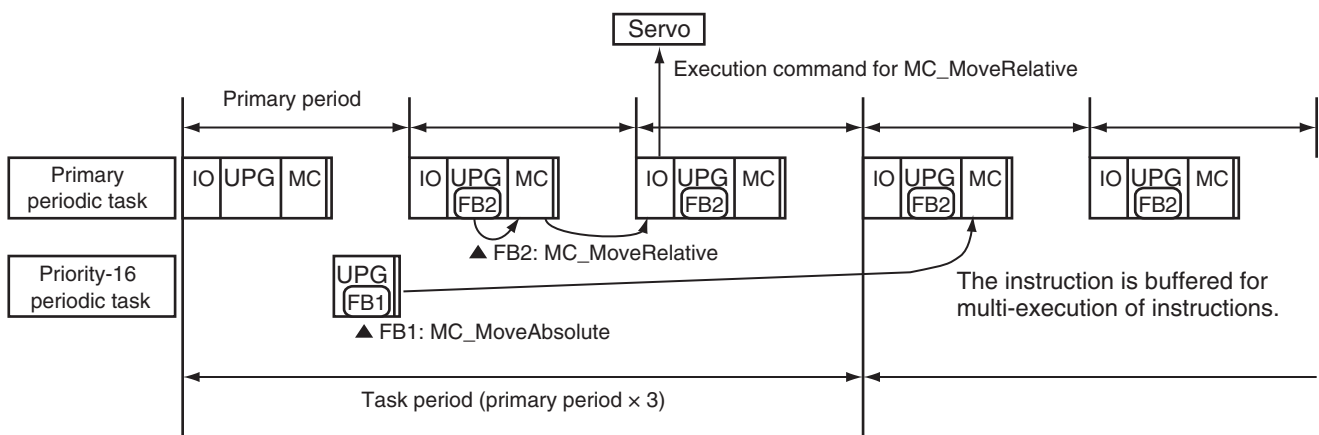 Servo
Execution command for MC_MoveRelative
Primary period
Primary
periodic task
IO UPG MC
IO UPG MC
FB2
IO UPG MC
FB2
IO UPG MC
FB2
IO UPG MC
FB2
▲ FB2: MC_MoveRelative
Priority-16
periodic task
UPG
FB1
▲ FB1: MC_MoveAbsolute
The instruction is buffered for
multi-execution of instructions.
Task period (primary period × 3)